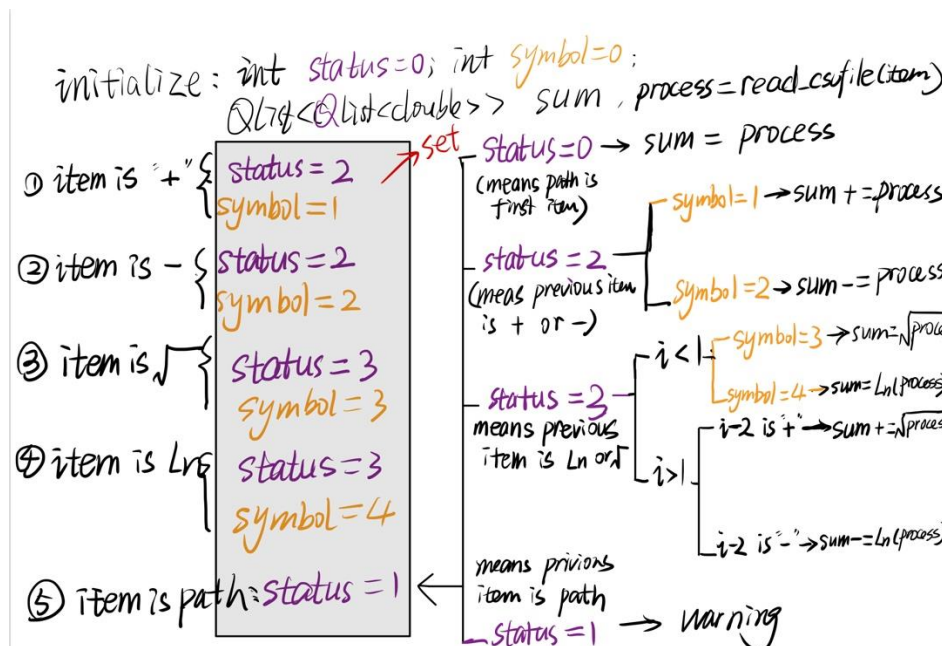 initialize: int status=0; int symbol=0;
QList<QList<double>> sum, process=read_csvfile(item)
set
① item is "+" {
status=2
symbol=1
② item is - {
status=2
symbol=2
③ item is √ {
status=3
symbol=3
④ item is Ln {
status=3
symbol=4
⑤ item is path: status=1
status=0 → sum = process
(means path is
first item)
status=2
(meas previous item
is + or -)
symbol=1 → sum+=process
symbol=2 → sum-=process
status=3
means previous
item is Ln or √
i<1
symbol=3 → sum=√proce
symbol=4 → sum=Ln(process)
i>1
i-2 is "+" → sum+=√proces
i-2 is "-" → sum-=Ln(process)
means privious
item is path
status=1 → warning